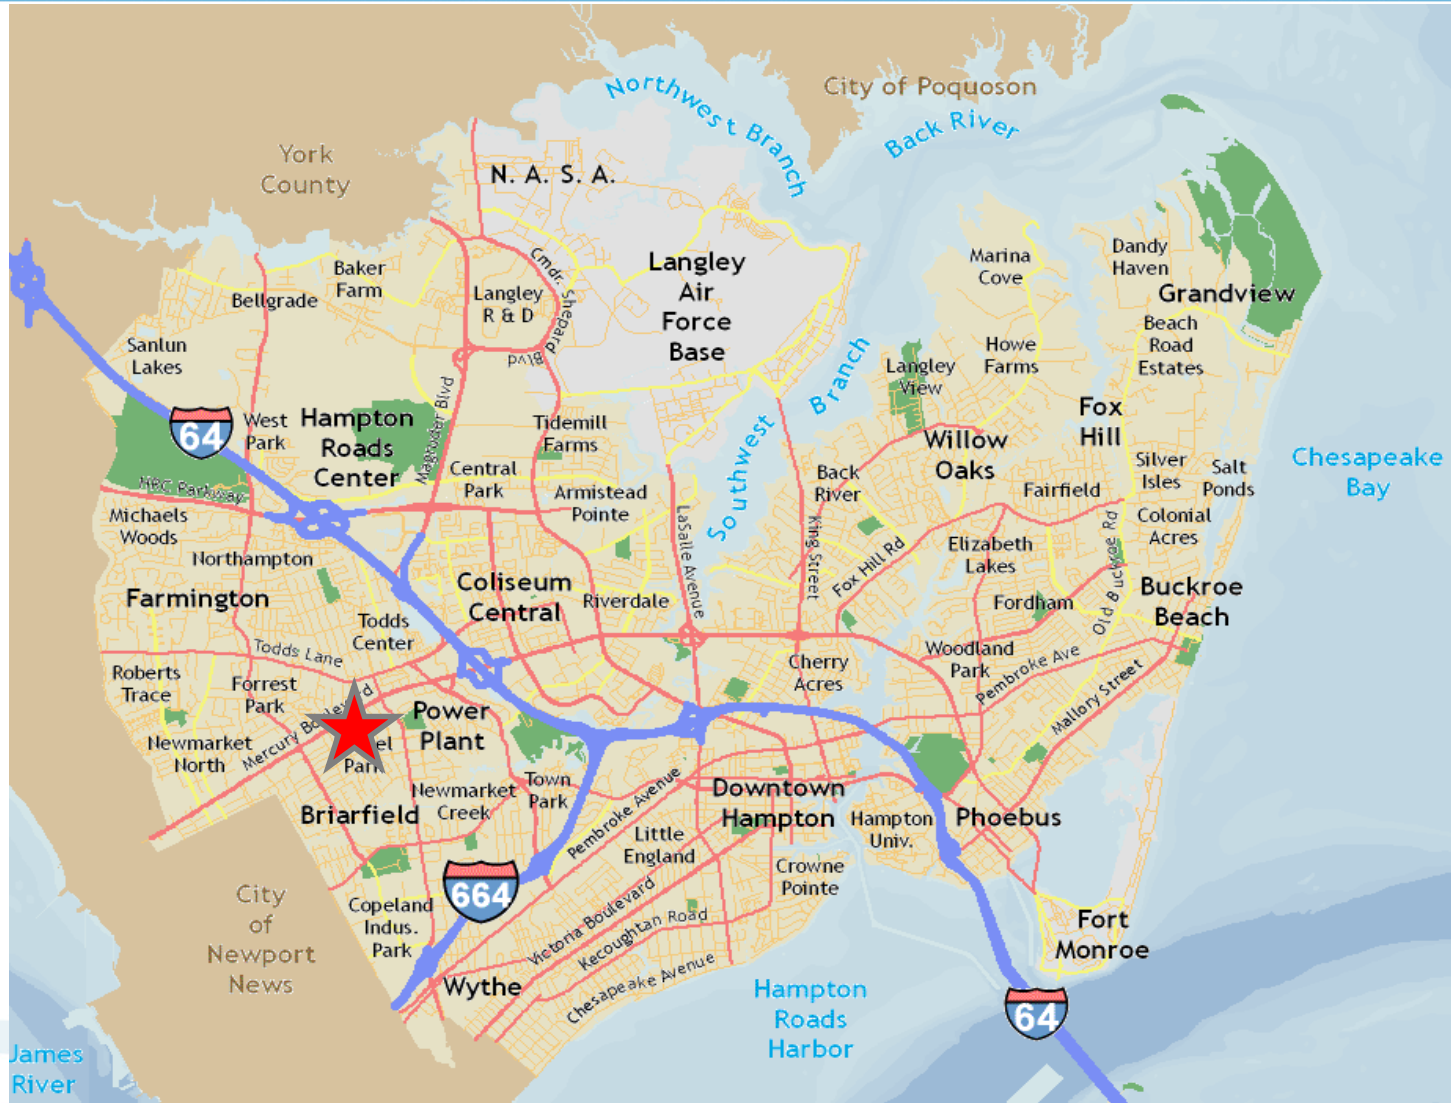 City of Poquoson
Northwest Branch
Back River
York
County
N. A. S. A.
Cmdr. Shepard Blvd
Langley
Air
Force
Base
Marina
Cove
Dandy
Haven
Grandview
Baker
Farm
Bellgrade
Langley
R & D
Beach
Road
Estates
Sanlun
Lakes
Howe
Farms
Langley
View
Southwest Branch
64
West
Park
Hampton
Roads
Center
Magruder Blvd
Tidemill
Farms
Fox
Hill
Willow
Oaks
Chesapeake
Bay
Silver
Isles
Salt
Ponds
Central
Park
Back
River
Fairfield
HRC Parkway
Armistead
Pointe
Michaels
Woods
LaSalle Avenue
King Street
Fox Hill Rd
Colonial
Acres
Old Buckroe Rd
Elizabeth
Lakes
Northampton
Farmington
Coliseum
Central
Riverdale
Fordham
Buckroe
Beach
Todds
Center
Todds Lane
Cherry
Acres
Woodland
Park
Pembroke Ave
Mallory Street
Roberts
Trace
Forrest
Park
Mercury
Power
Plant
Newmarket
North
Park
Briarfield
Newmarket
Creek
Town
Park
Pembroke Avenue
Downtown
Hampton
Hampton
Univ.
Phoebus
Little
England
Crowne
Pointe
664
City
of
Newport
News
Copeland
Indus.
Park
Victoria Boulevard
Kecoughtan Road
Chesapeake Avenue
Wythe
Fort
Monroe
Hampton
Roads
Harbor
64
James
River